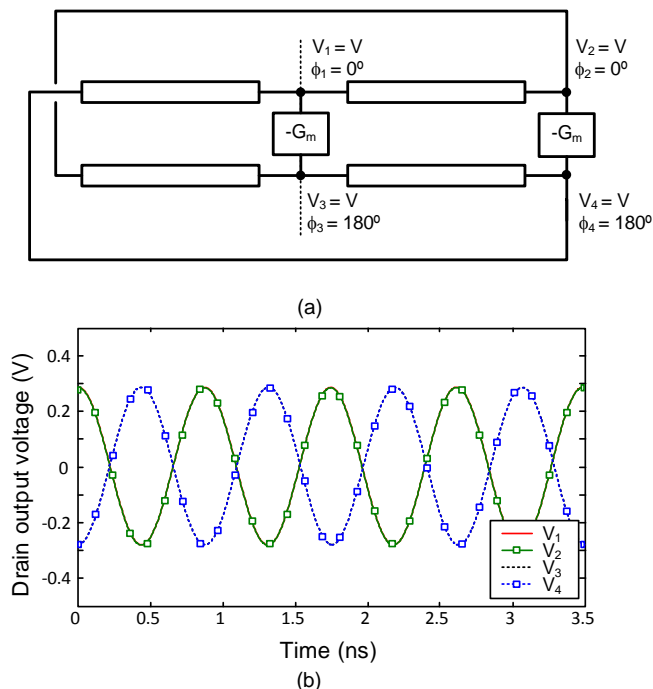 V1 = V
ϕ1 = 0º
V2 = V
ϕ2 = 0º
-Gm
-Gm
V3 = V
ϕ3 = 180º
V4 = V
ϕ4 = 180º
(a)
Drain output voltage (V)
0.4
0.2
0
-0.2
-0.4
V1
V2
V3
V4
0 0.5 1 1.5 2 2.5 3 3.5
Time (ns)
(b)